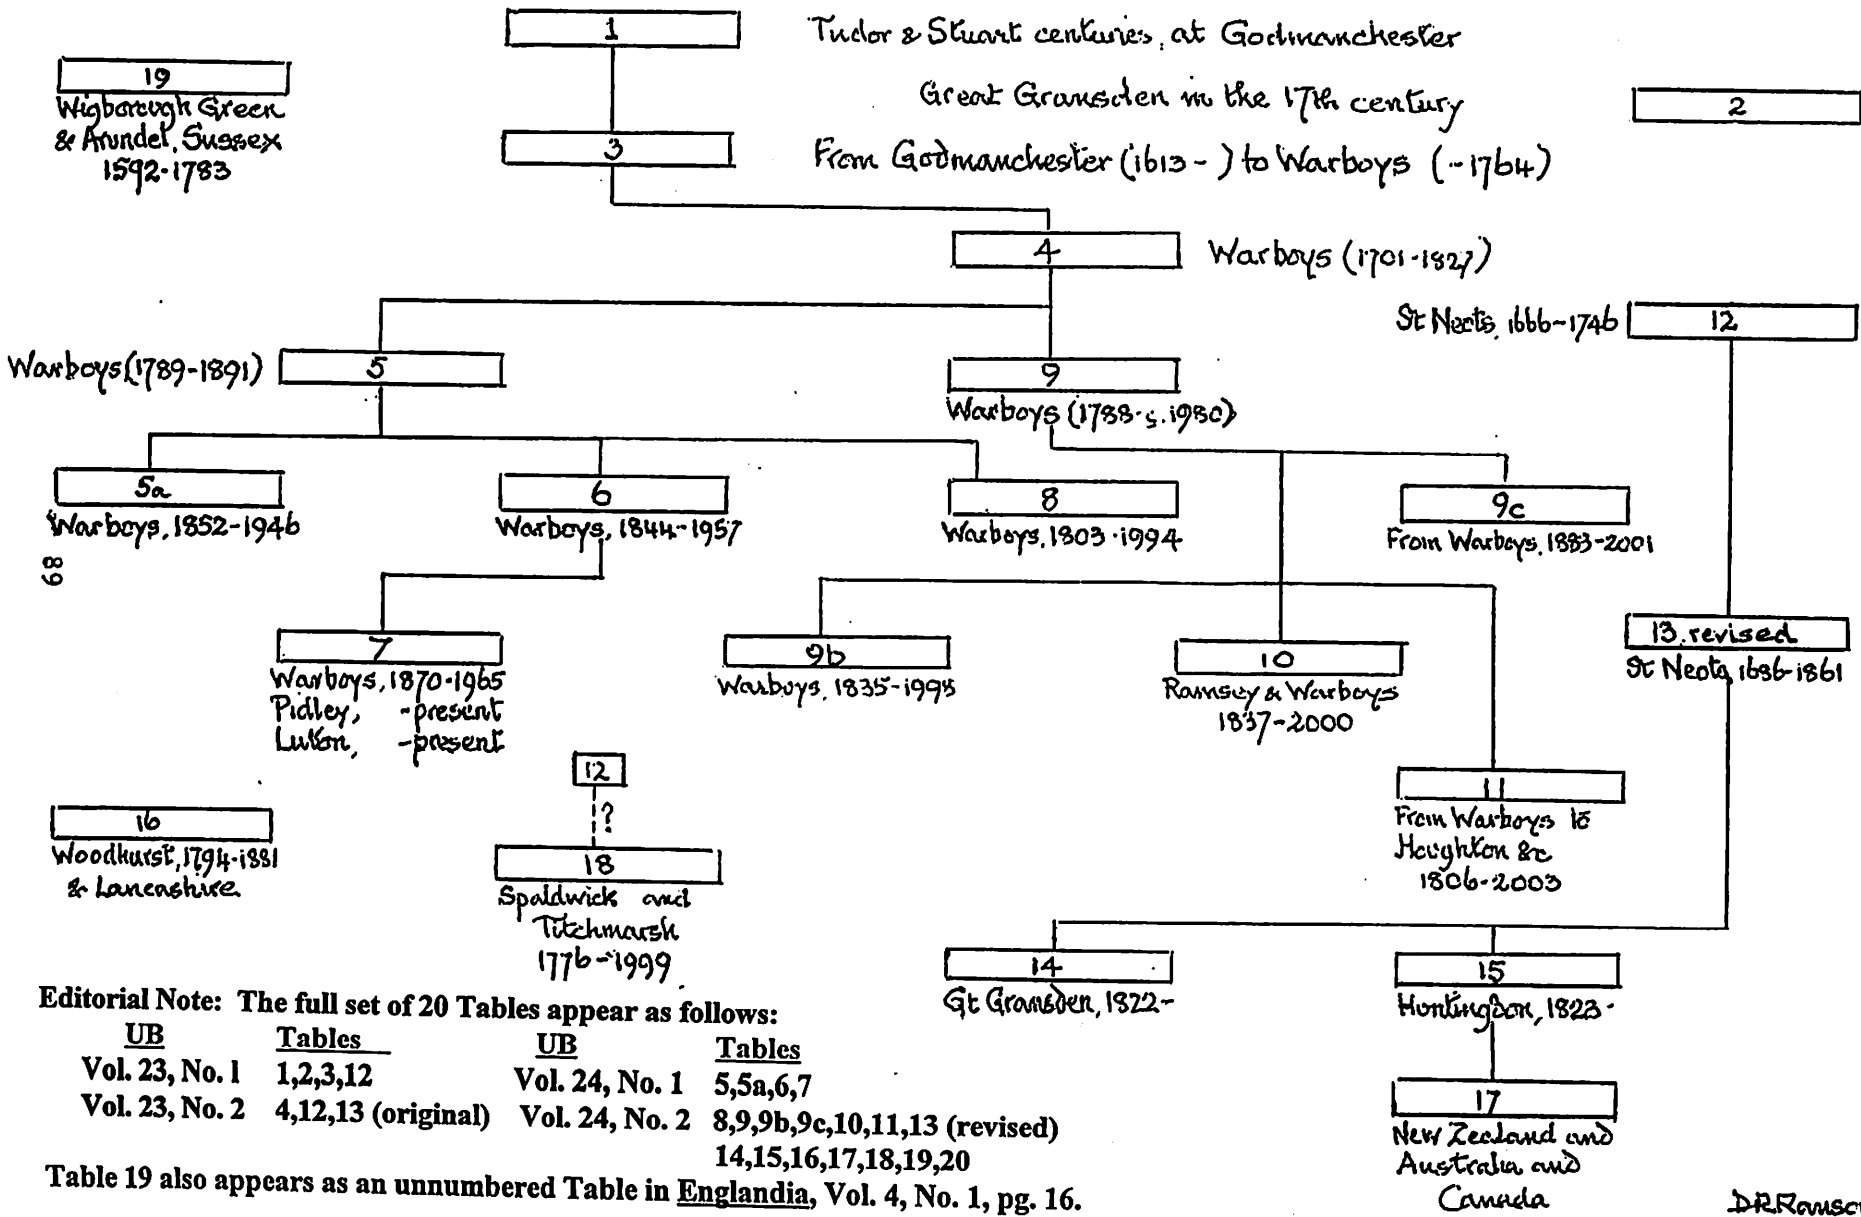 1
Tudor & Stuart centuries, at Godmanchester
19
Wigborough Green
& Arundel, Sussex
1592-1783
Great Gransden in the 17th century
2
3
From Godmanchester (1613 - ) to Warboys ( -1764)
4
Warboys (1701-1827)
St Neots, 1666-1746
12
Warboys (1789-1891)
5
9
Warboys (1788-c.1980)
5a
Warboys, 1852-1946
6
Warboys, 1844-1957
8
Warboys, 1803-1994
9c
From Warboys, 1883-2001
68
7
Warboys, 1870-1965
Pidley, -present
Luton, -present
9b
Warboys, 1835-1995
10
Ramsey & Warboys
1837-2000
13. revised
St Neots, 1686-1861
12
?
11
From Warboys to
Houghton &c
1806-2003
16
Woodhurst, 1794-1881
& Lancashire
18
Spaldwick and
Titchmarsh
1776-1999
14
Gt Gransden, 1822-
15
Huntingdon, 1823-
17
New Zealand and
Australia and
Canada
Editorial Note: The full set of 20 Tables appear as follows:
UB Tables UB Tables
Vol. 23, No. 1 1,2,3,12 Vol. 24, No. 1 5,5a,6,7
Vol. 23, No. 2 4,12,13 (original) Vol. 24, No. 2 8,9,9b,9c,10,11,13 (revised)
14,15,16,17,18,19,20
Table 19 also appears as an unnumbered Table in Englandia, Vol. 4, No. 1, pg. 16.